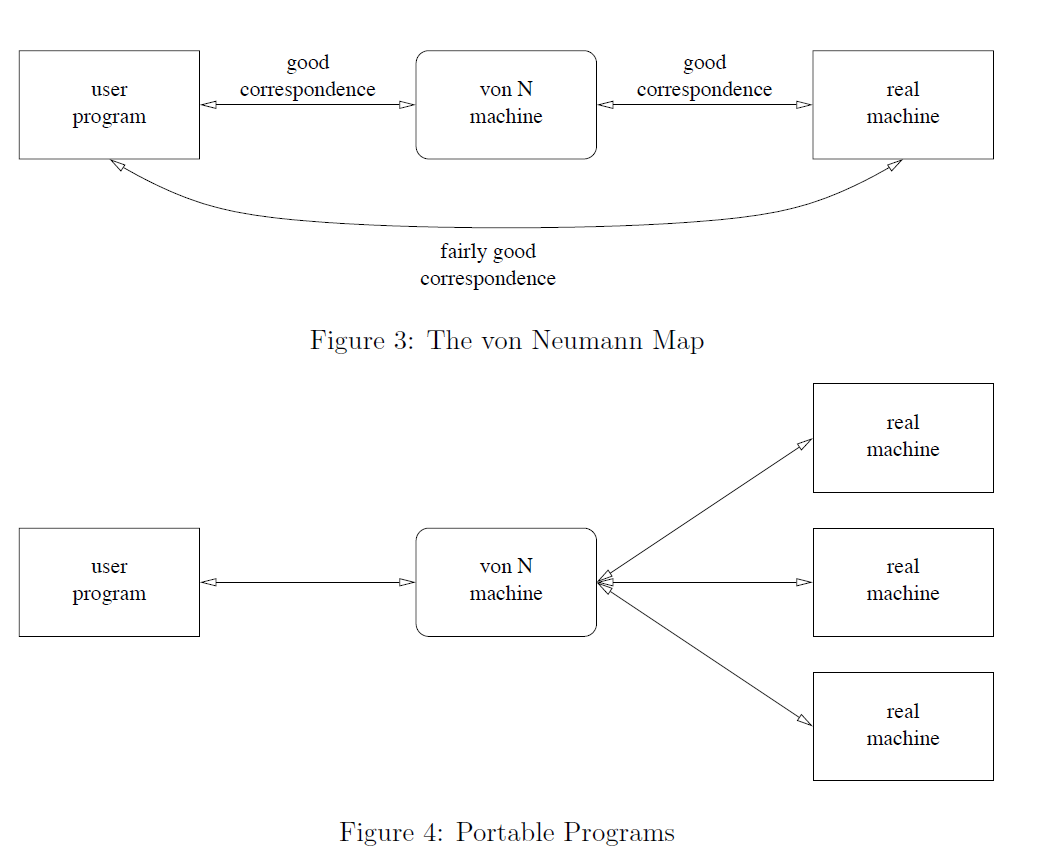 good
correspondence
good
correspondence
user
program
von N
machine
real
machine
fairly good
correspondence
Figure 3: The von Neumann Map
real
machine
user
program
von N
machine
real
machine
real
machine
Figure 4: Portable Programs